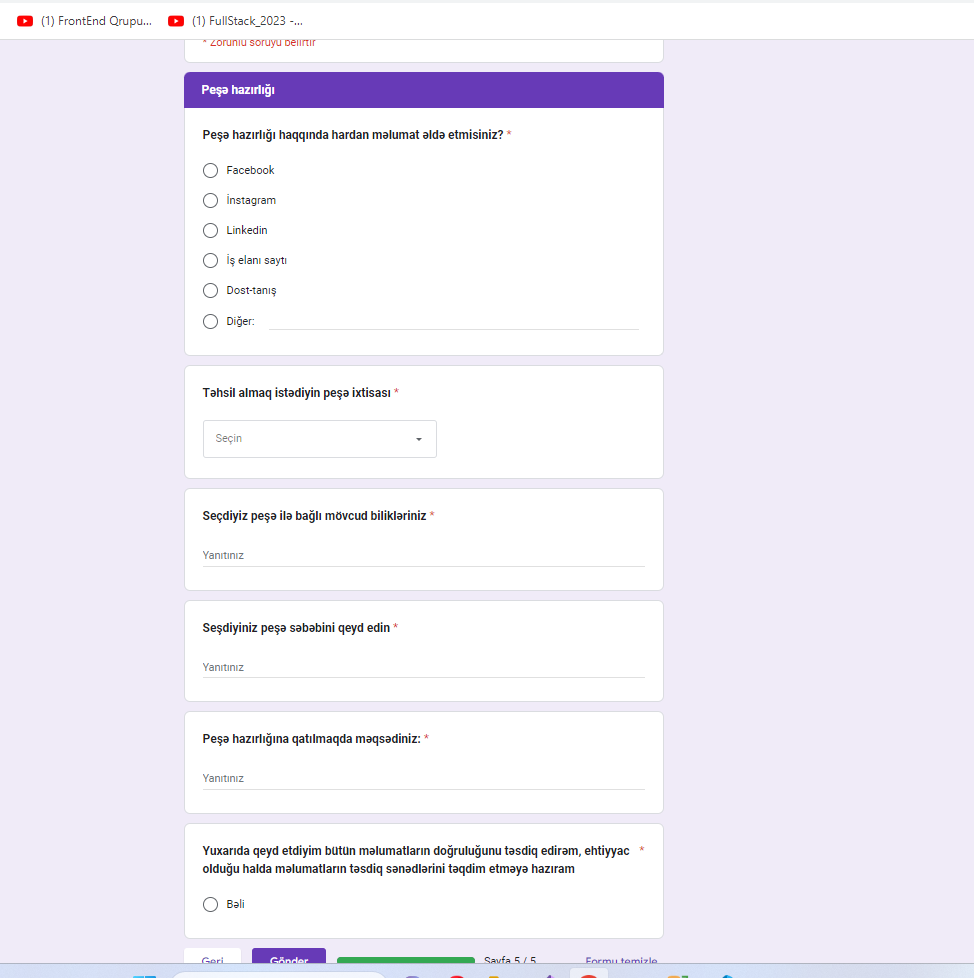 (1) FrontEnd Qrupu...
(1) FullStack_2023 -...
* Zorunlu soruyu belirtir
Peşə hazırlığı
Peşə hazırlığı haqqında hardan məlumat əldə etmisiniz? *
Facebook
İnstagram
Linkedin
İş elanı saytı
Dost-tanış
Diğer:
Təhsil almaq istədiyin peşə ixtisası *
Seçin
Seçdiyiz peşə ilə bağlı mövcud bilikləriniz *
Yanıtınız
Seşdiyiniz peşə səbəbini qeyd edin *
Yanıtınız
Peşə hazırlığına qatılmaqda məqsədiniz: *
Yanıtınız
Yuxarıda qeyd etdiyim bütün məlumatların doğruluğunu təsdiq edirəm, ehtiyyac *
olduğu halda məlumatların təsdiq sənədlərini təqdim etməyə hazıram
Bəli
Geri Gönder Sayfa 5 / 5 Formu temizle